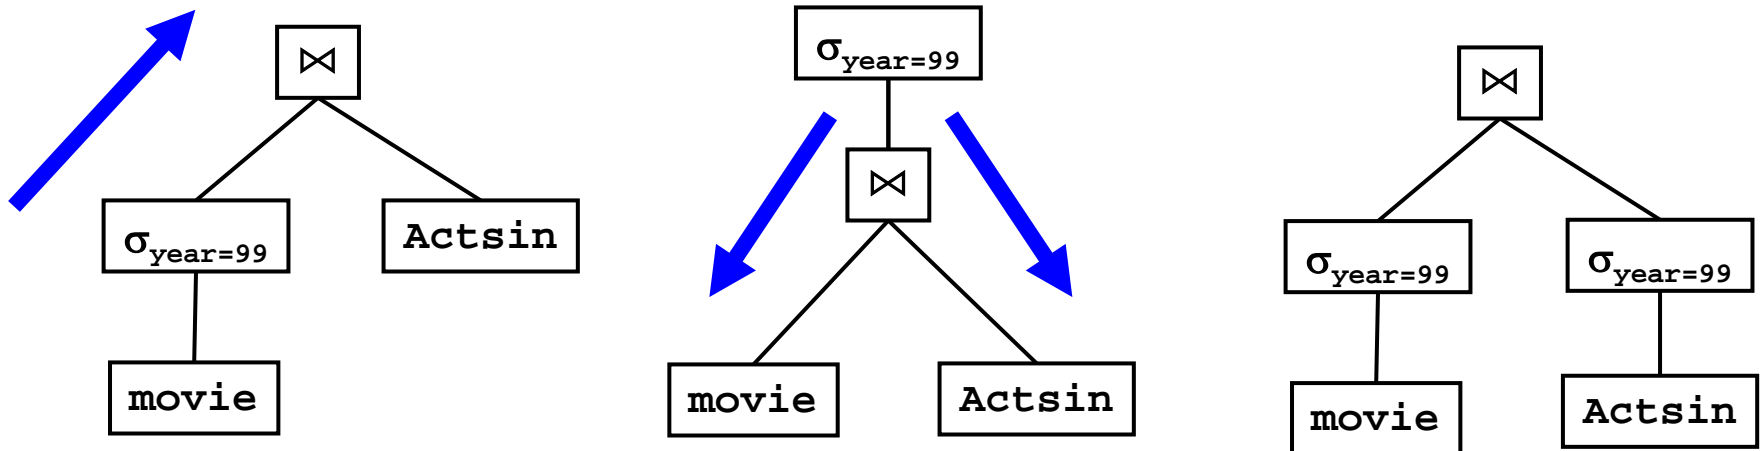 ⋈
σyear=99
Actsin
movie
σyear=99
⋈
movie
Actsin
⋈
σyear=99
σyear=99
movie
Actsin